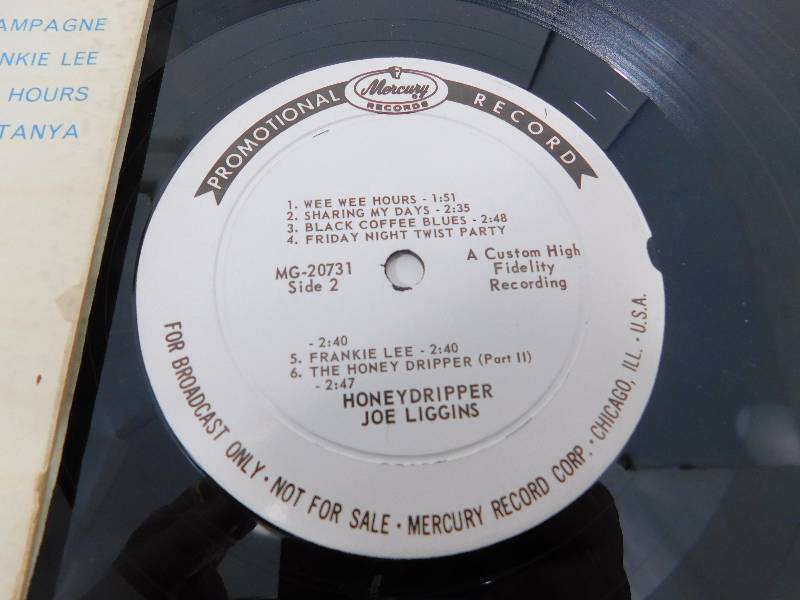 AMPAGNE
NKIE LEE
HOURS
TANYA
PROMOTIONAL RECORD
Mercury
RECORDS
1. WEE WEE HOURS - 1:51
2. SHARING MY DAYS - 2:35
3. BLACK COFFEE BLUES - 2:48
4. FRIDAY NIGHT TWIST PARTY
MG-20731
Side 2
A Custom High
Fidelity
Recording
- 2:40
5. FRANKIE LEE - 2:40
6. THE HONEY DRIPPER (Part II)
- 2:47
HONEYDRIPPER
JOE LIGGINS
FOR BROADCAST ONLY · NOT FOR SALE · MERCURY RECORD CORP. · CHICAGO, ILL. · U.S.A.